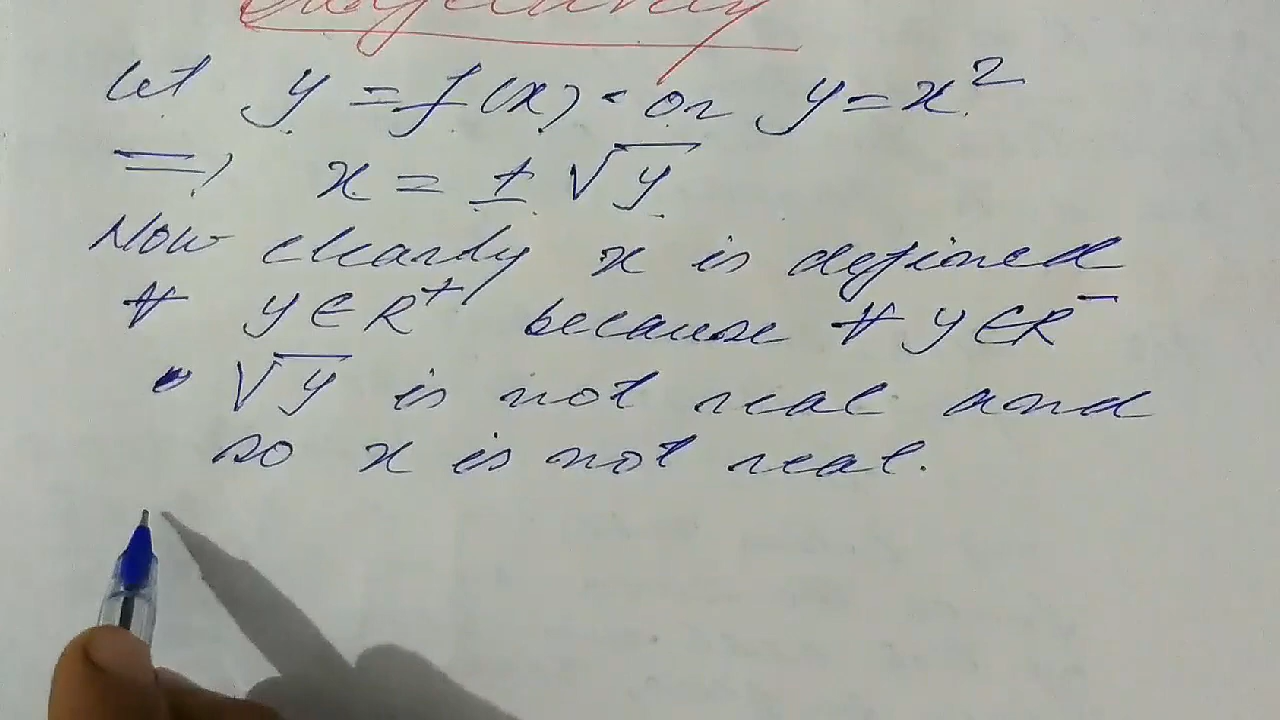 Let y = f(x) or y = x²
⇒ x = ± √y
Now clearly x is defined
∀ y ∈ R⁺ because ∀ y ∈ R⁻
√y is not real and
so x is not real.